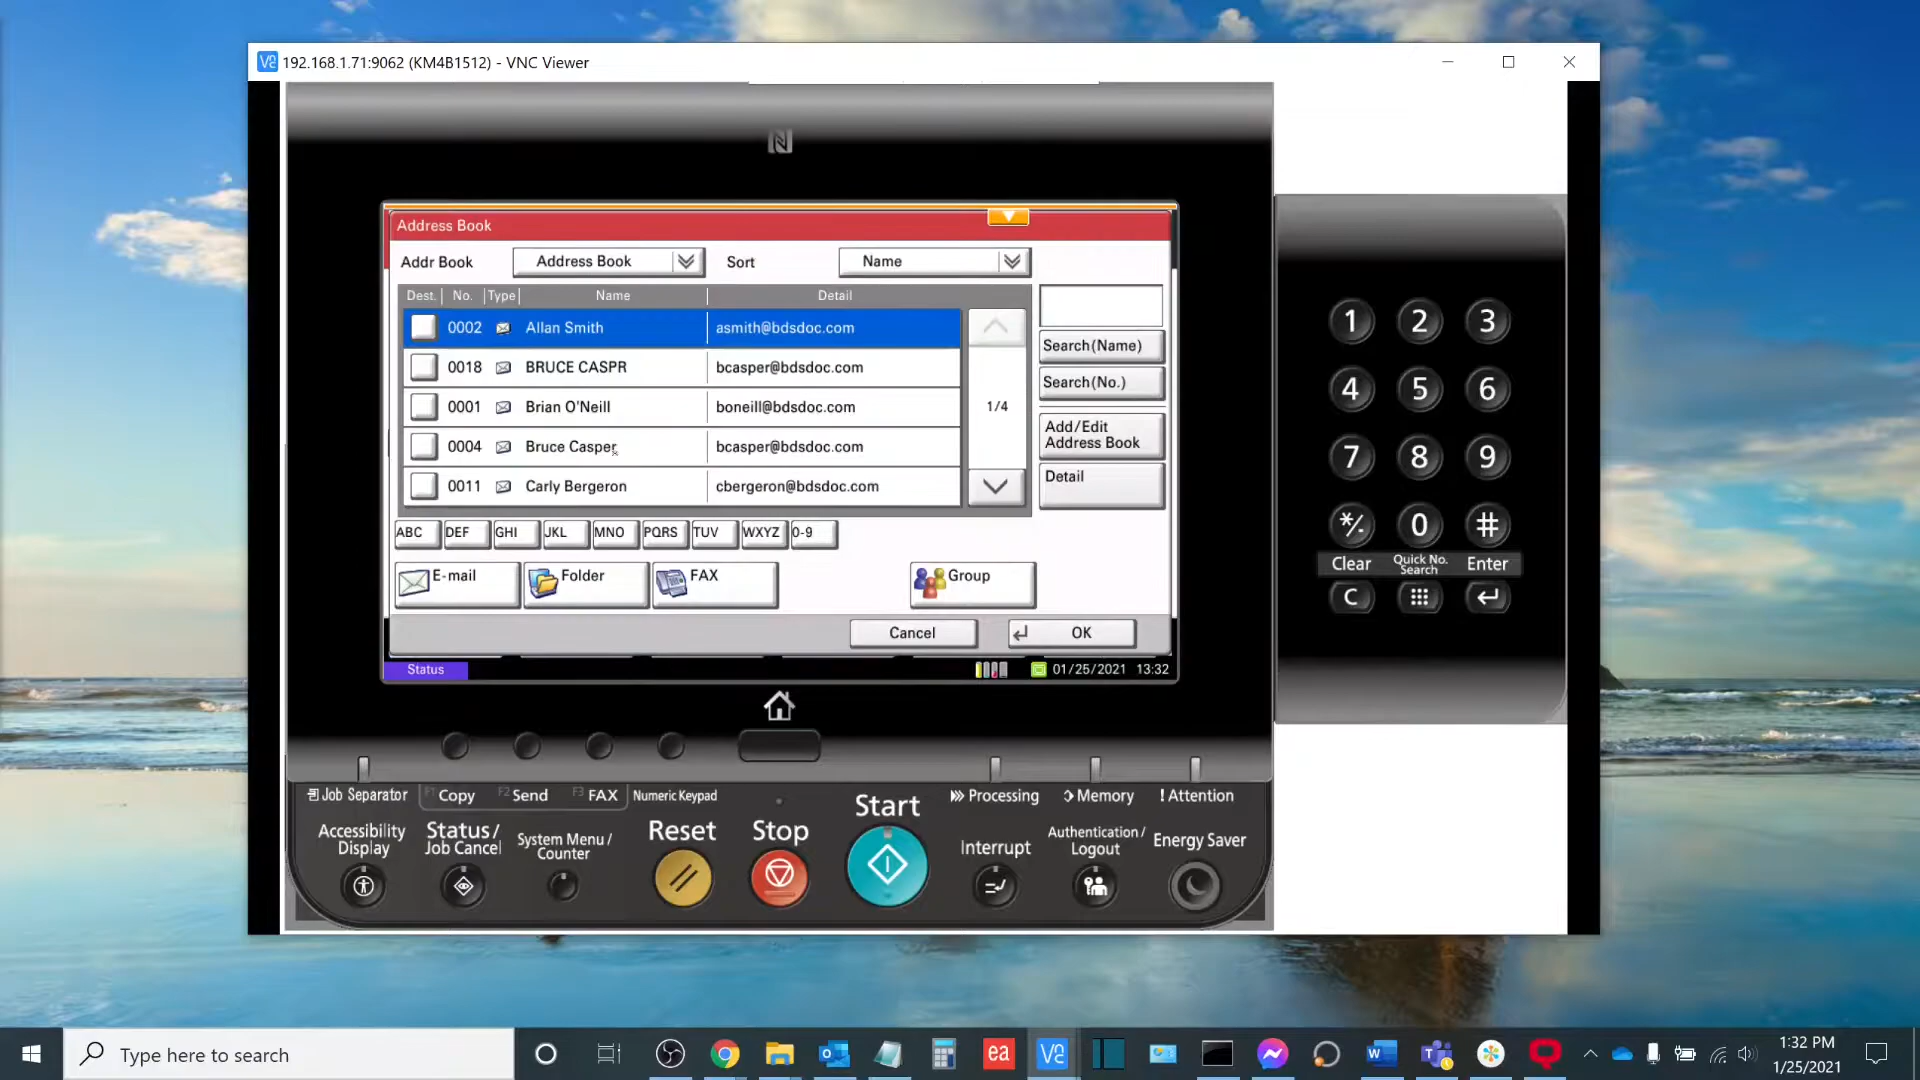 192.168.1.71:9062 (KM4B1512) - VNC Viewer
Address Book
Addr Book
Address Book
Sort
Name
Dest. No. Type Name Detail
0002 Allan Smith asmith@bdsdoc.com
0018 BRUCE CASPR bcasper@bdsdoc.com
0001 Brian O'Neill boneill@bdsdoc.com
0004 Bruce Casper bcasper@bdsdoc.com
0011 Carly Bergeron cbergeron@bdsdoc.com
1/4
Search(Name)
Search(No.)
Add/Edit
Address Book
Detail
ABC DEF GHI JKL MNO PQRS TUV WXYZ 0-9
E-mail
Folder
FAX
Group
Cancel
OK
Status
01/25/2021 13:32
1 2 3
4 5 6
7 8 9
*/. 0 #
Clear
Quick No.
Search
Enter
C
Job Separator
F1 Copy
F2 Send
F3 FAX
Numeric Keypad
Start
Processing
Memory
! Attention
Accessibility
Display
Status/
Job Cancel
System Menu /
Counter
Reset
Stop
Interrupt
Authentication /
Logout
Energy Saver
Type here to search
ea
1:32 PM
1/25/2021